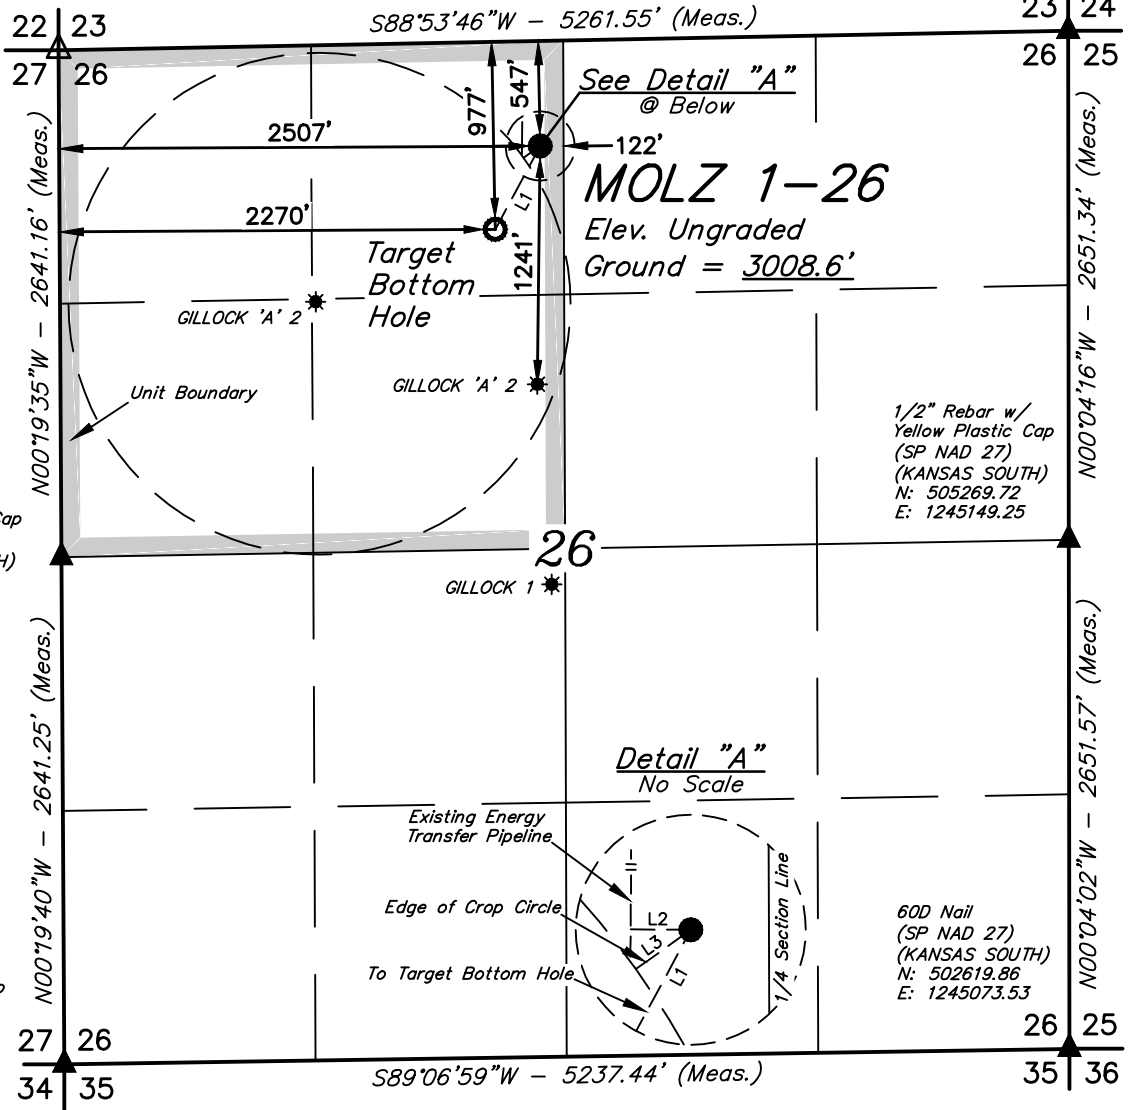 22 23
S88°53'46"W - 5261.55' (Meas.)
23 24
27 26
26 25
977'
547'
See Detail "A"
@ Below
2507'
122'
MOLZ 1-26
Elev. Ungraded
Ground = 3008.6'
L1
2270'
1241'
Target
Bottom
Hole
GILLOCK 'A' 2
GILLOCK 'A' 2
Unit Boundary
N00°19'35"W - 2641.16' (Meas.)
N00°04'16"W - 2651.34' (Meas.)
1/2" Rebar w/
Yellow Plastic Cap
(SP NAD 27)
(KANSAS SOUTH)
N: 505269.72
E: 1245149.25
Cap
H)
26
GILLOCK 1
N00°19'40"W - 2641.25' (Meas.)
N00°04'02"W - 2651.57' (Meas.)
Detail "A"
No Scale
Existing Energy
Transfer Pipeline
Edge of Crop Circle
To Target Bottom Hole
=
L2
L3
L1
1/4 Section Line
60D Nail
(SP NAD 27)
(KANSAS SOUTH)
N: 502619.86
E: 1245073.53
27 26
26 25
34 35
S89°06'59"W - 5237.44' (Meas.)
35 36